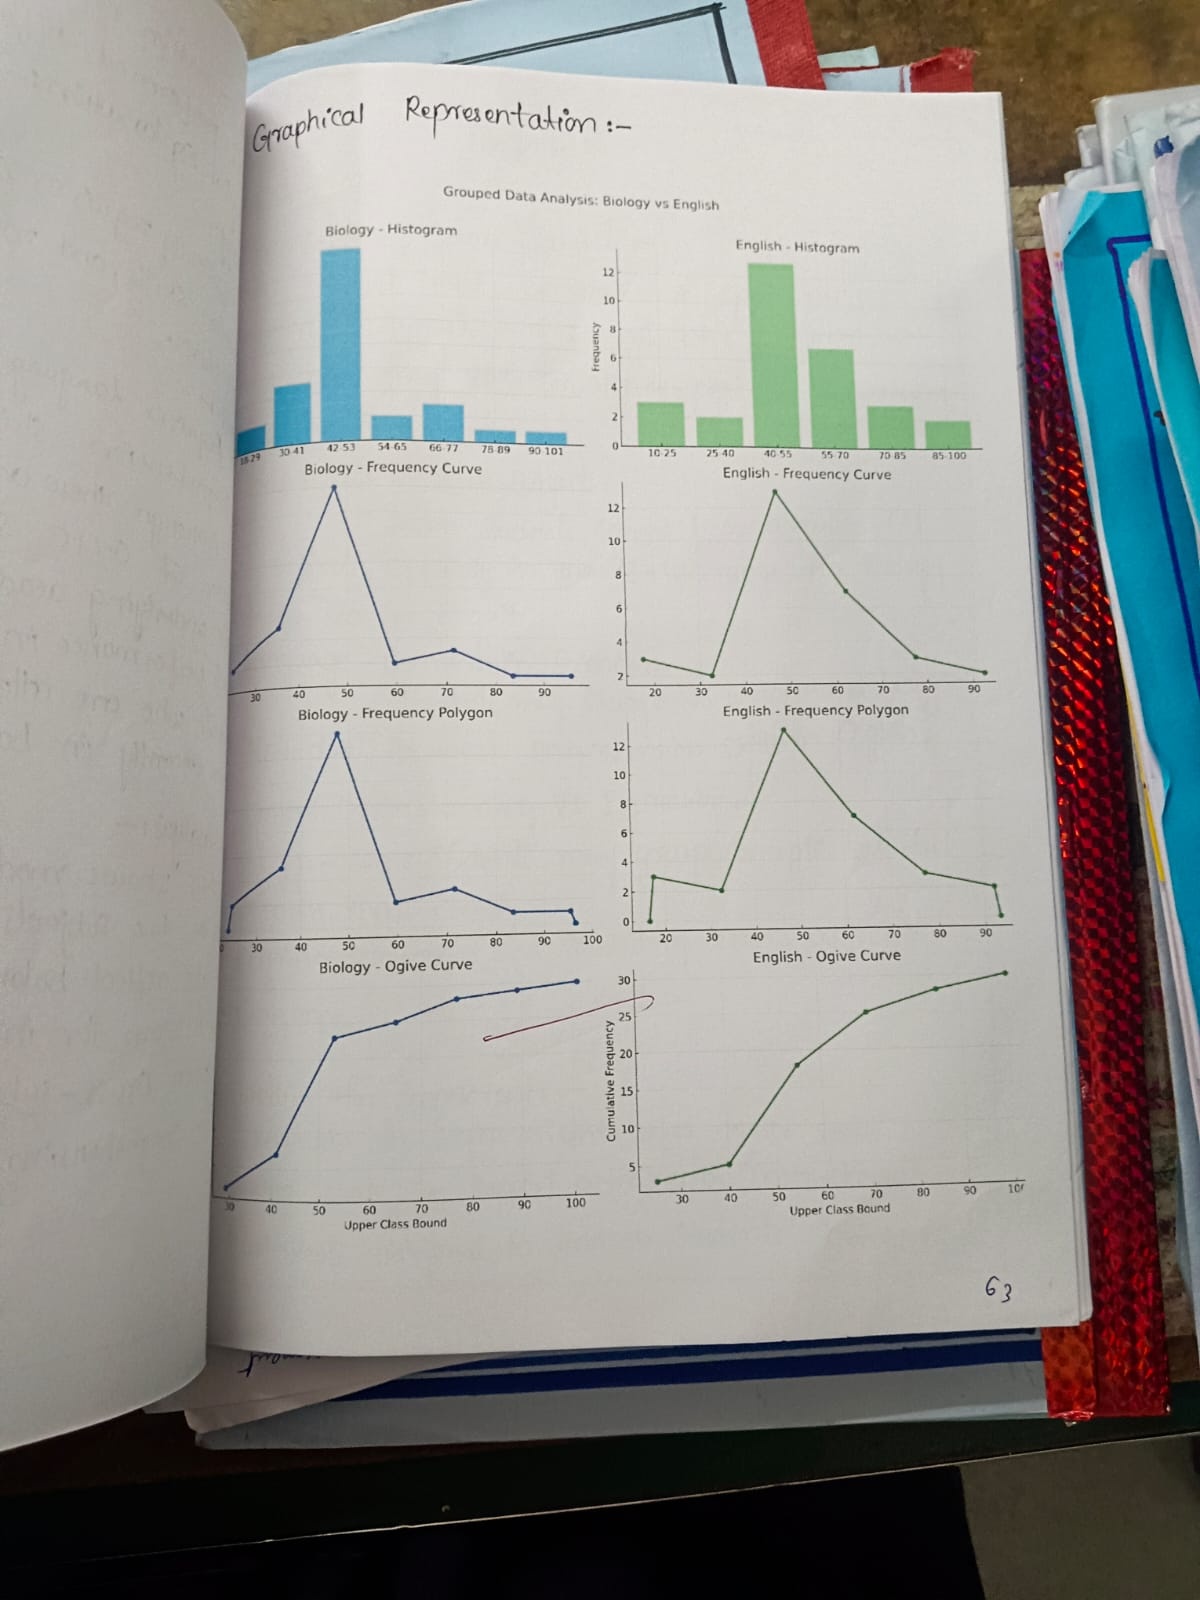 Graphical Representation :-
Grouped Data Analysis: Biology vs English
Biology - Histogram
18-29 30-41 42-53 54-65 66-77 78-89 90-101
English - Histogram
Frequency
12
10
8
6
4
2
0
10-25 25-40 40-55 55-70 70-85 85-100
Biology - Frequency Curve
30 40 50 60 70 80 90
English - Frequency Curve
12
10
8
6
4
2
20 30 40 50 60 70 80 90
Biology - Frequency Polygon
30 40 50 60 70 80 90 100
English - Frequency Polygon
12
10
8
6
4
2
0
20 30 40 50 60 70 80 90
Biology - Ogive Curve
30 40 50 60 70 80 90 100
Upper Class Bound
English - Ogive Curve
Cumulative Frequency
30
25
20
15
10
5
30 40 50 60 70 80 90
Upper Class Bound
63